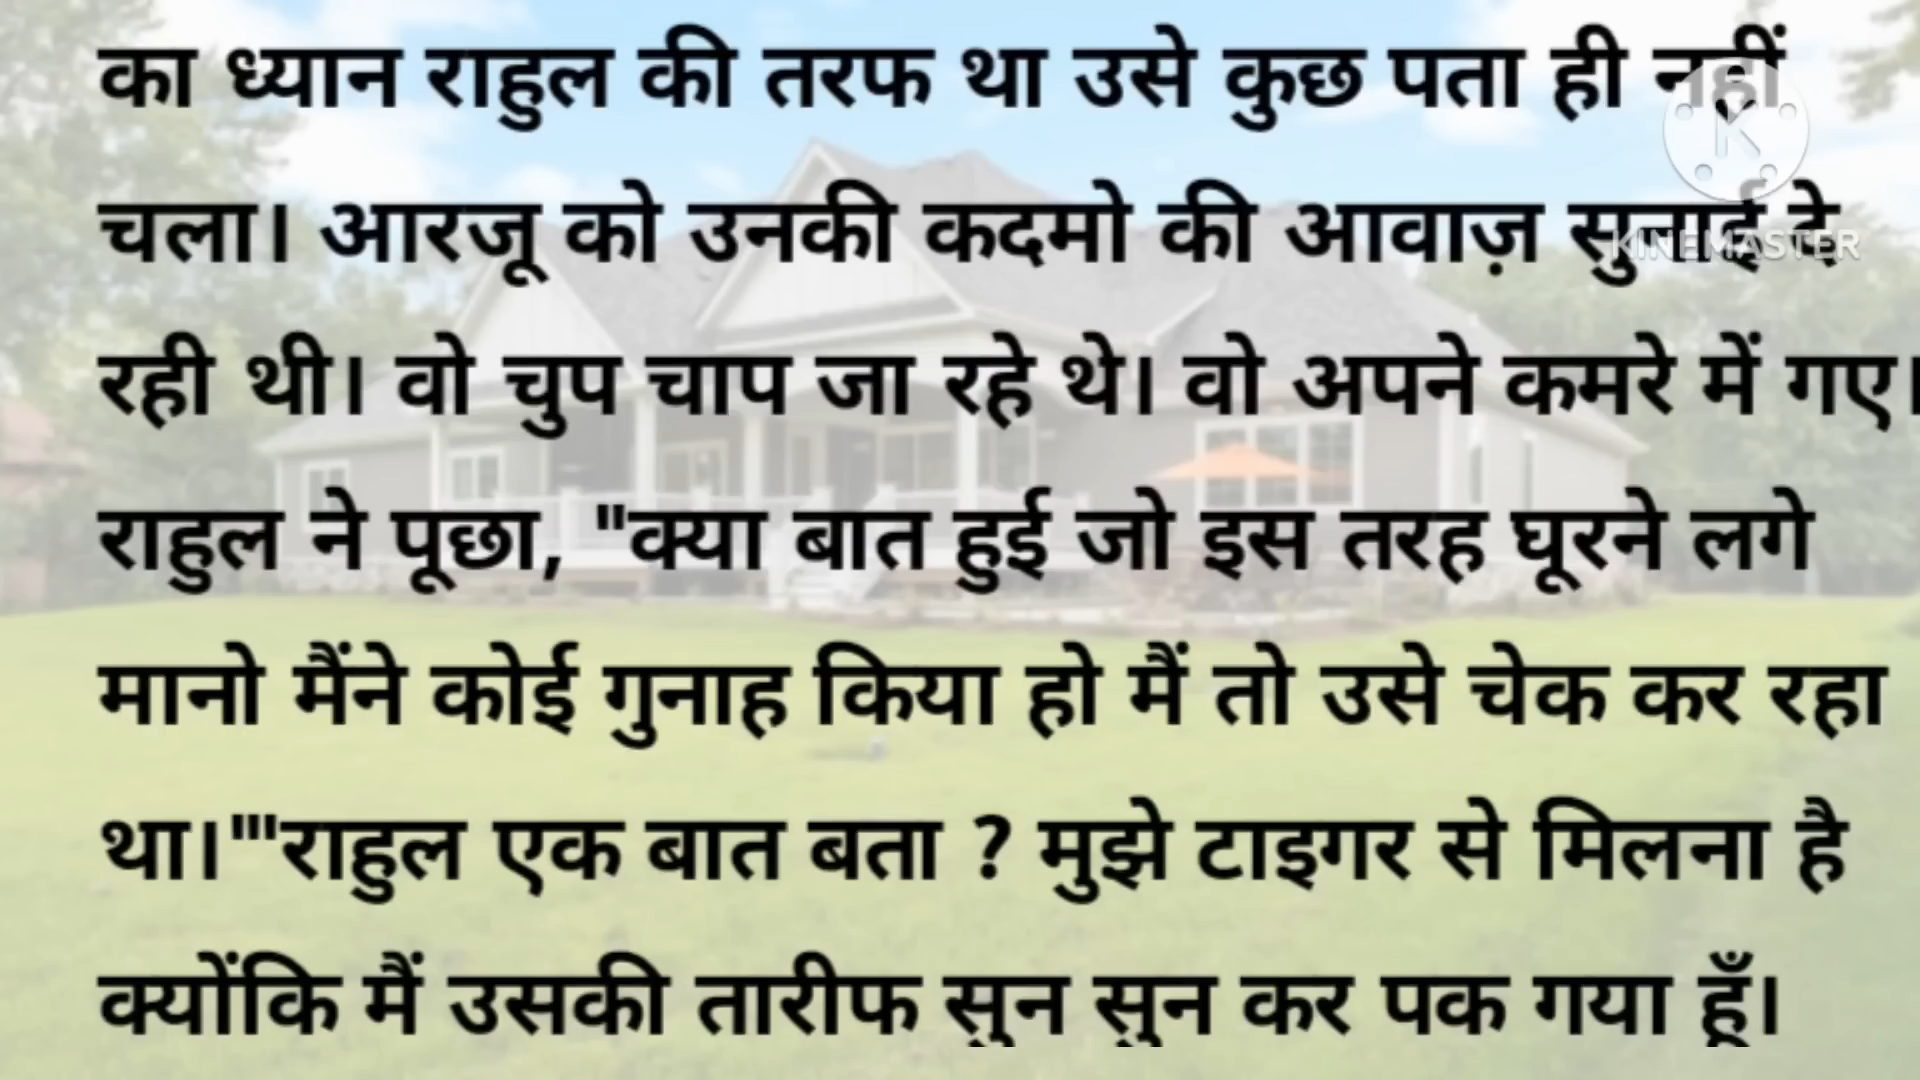 का ध्यान राहुल की तरफ था उसे कुछ पता ही नहीं
चला। आरजू को उनकी कदमो की आवाज़ सुनाई दे
रही थी। वो चुप चाप जा रहे थे। वो अपने कमरे में गए।
राहुल ने पूछा, "क्या बात हुई जो इस तरह घूरने लगे
मानो मैंने कोई गुनाह किया हो मैं तो उसे चेक कर रहा
था।"'राहुल एक बात बता ? मुझे टाइगर से मिलना है
क्योंकि मैं उसकी तारीफ सुन सुन कर पक गया हूँ।
K
KINEMASTER